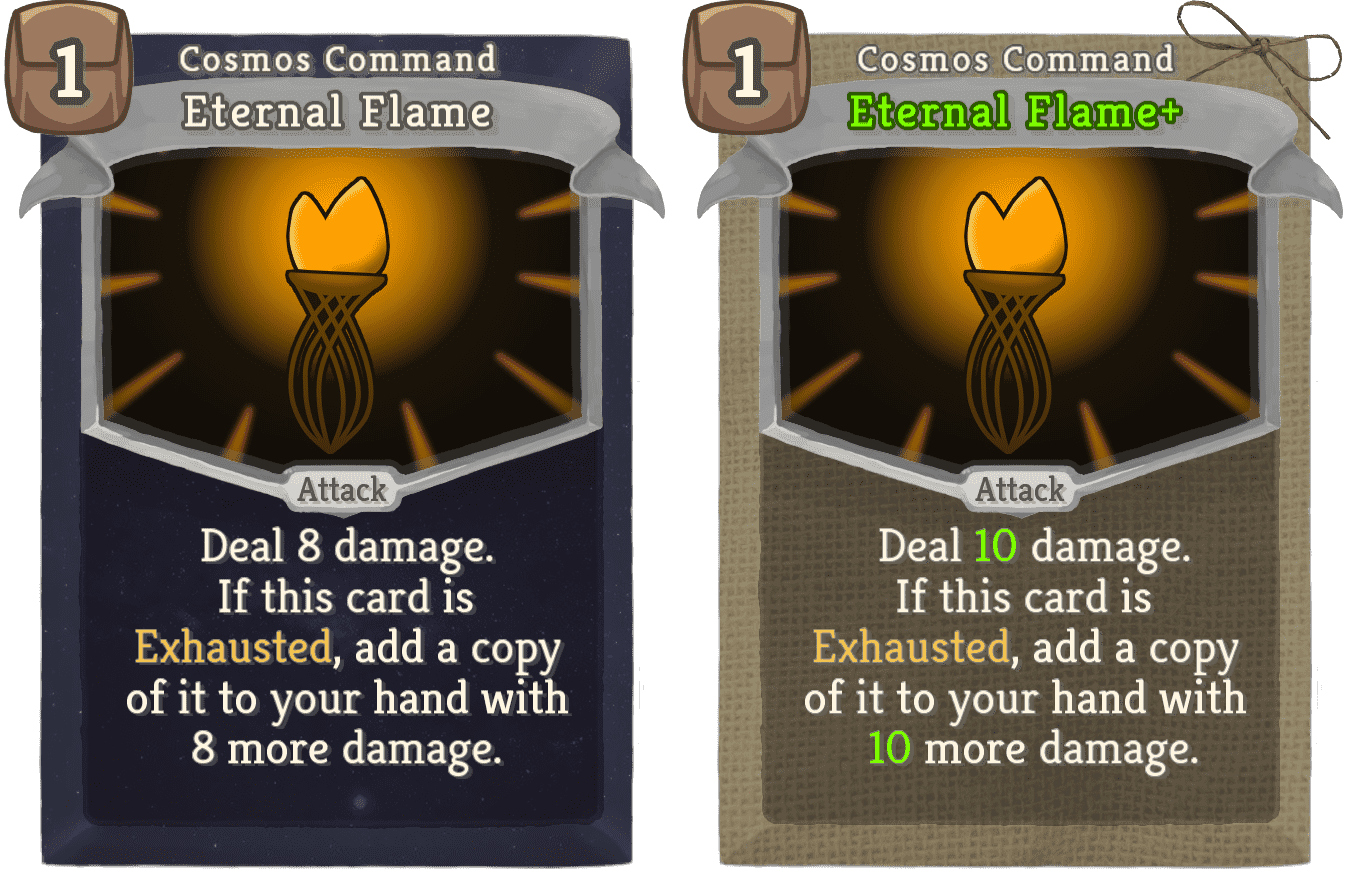 1
Cosmos Command
Eternal Flame
Attack
Deal 8 damage.
If this card is
Exhausted, add a copy
of it to your hand with
8 more damage.
1
Cosmos Command
Eternal Flame+
Attack
Deal 10 damage.
If this card is
Exhausted, add a copy
of it to your hand with
10 more damage.